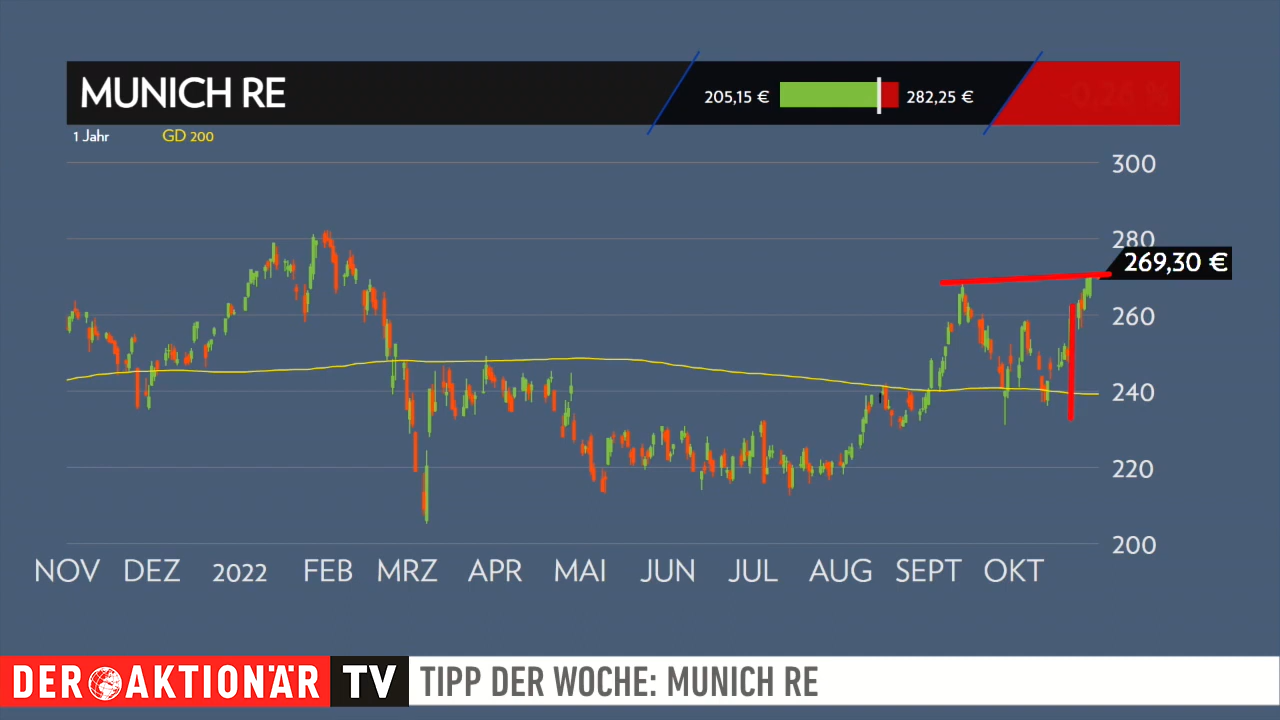 MUNICH RE
205,15 €
282,25 €
1 Jahr
GD 200
300
280
269,30 €
260
240
220
200
NOV DEZ 2022 FEB MRZ APR MAI JUN JUL AUG SEPT OKT
DER AKTIONÄR TV
TIPP DER WOCHE: MUNICH RE